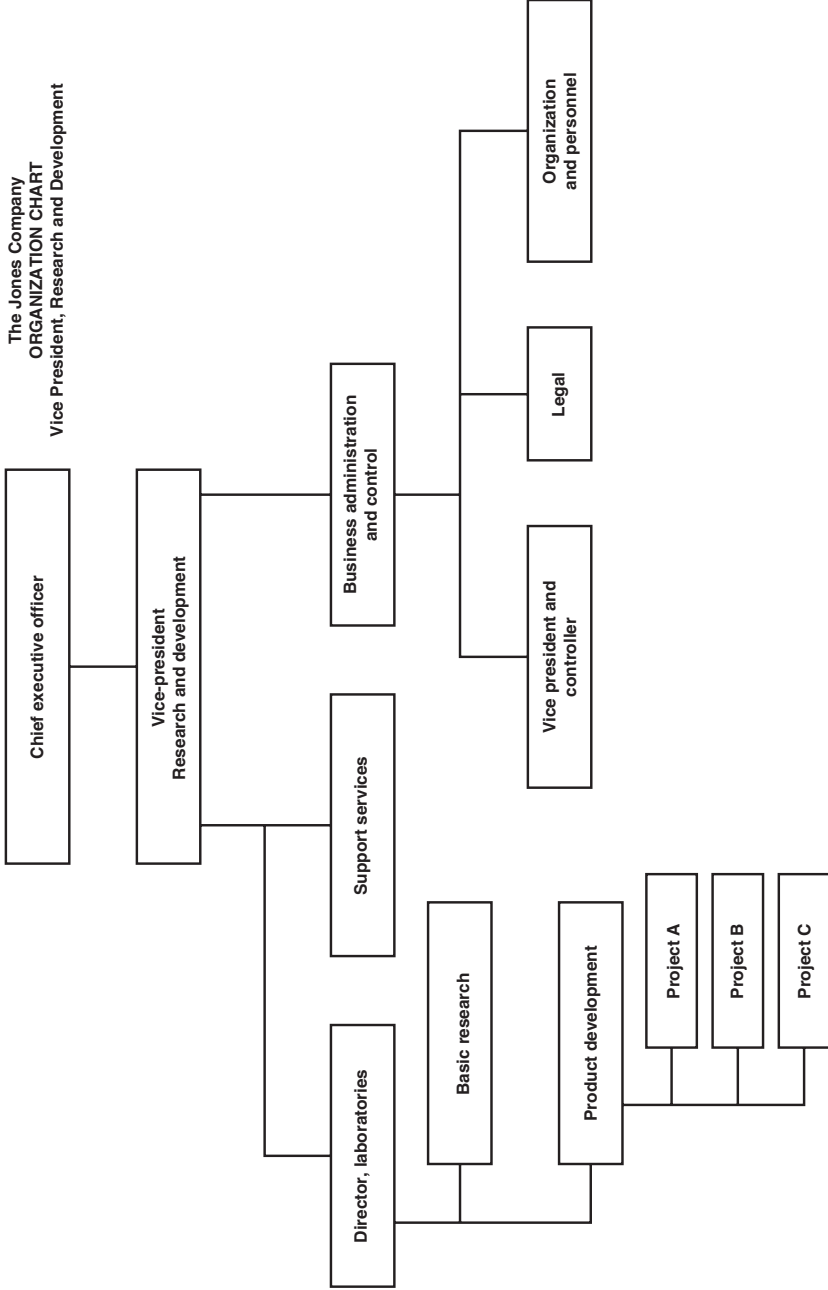 The Jones Company
ORGANIZATION CHART
Vice President, Research and Development
Chief executive officer
Vice-president
Research and development
Director, laboratories
Support services
Business administration
and control
Basic research
Product development
Project A
Project B
Project C
Vice president and
controller
Legal
Organization
and personnel